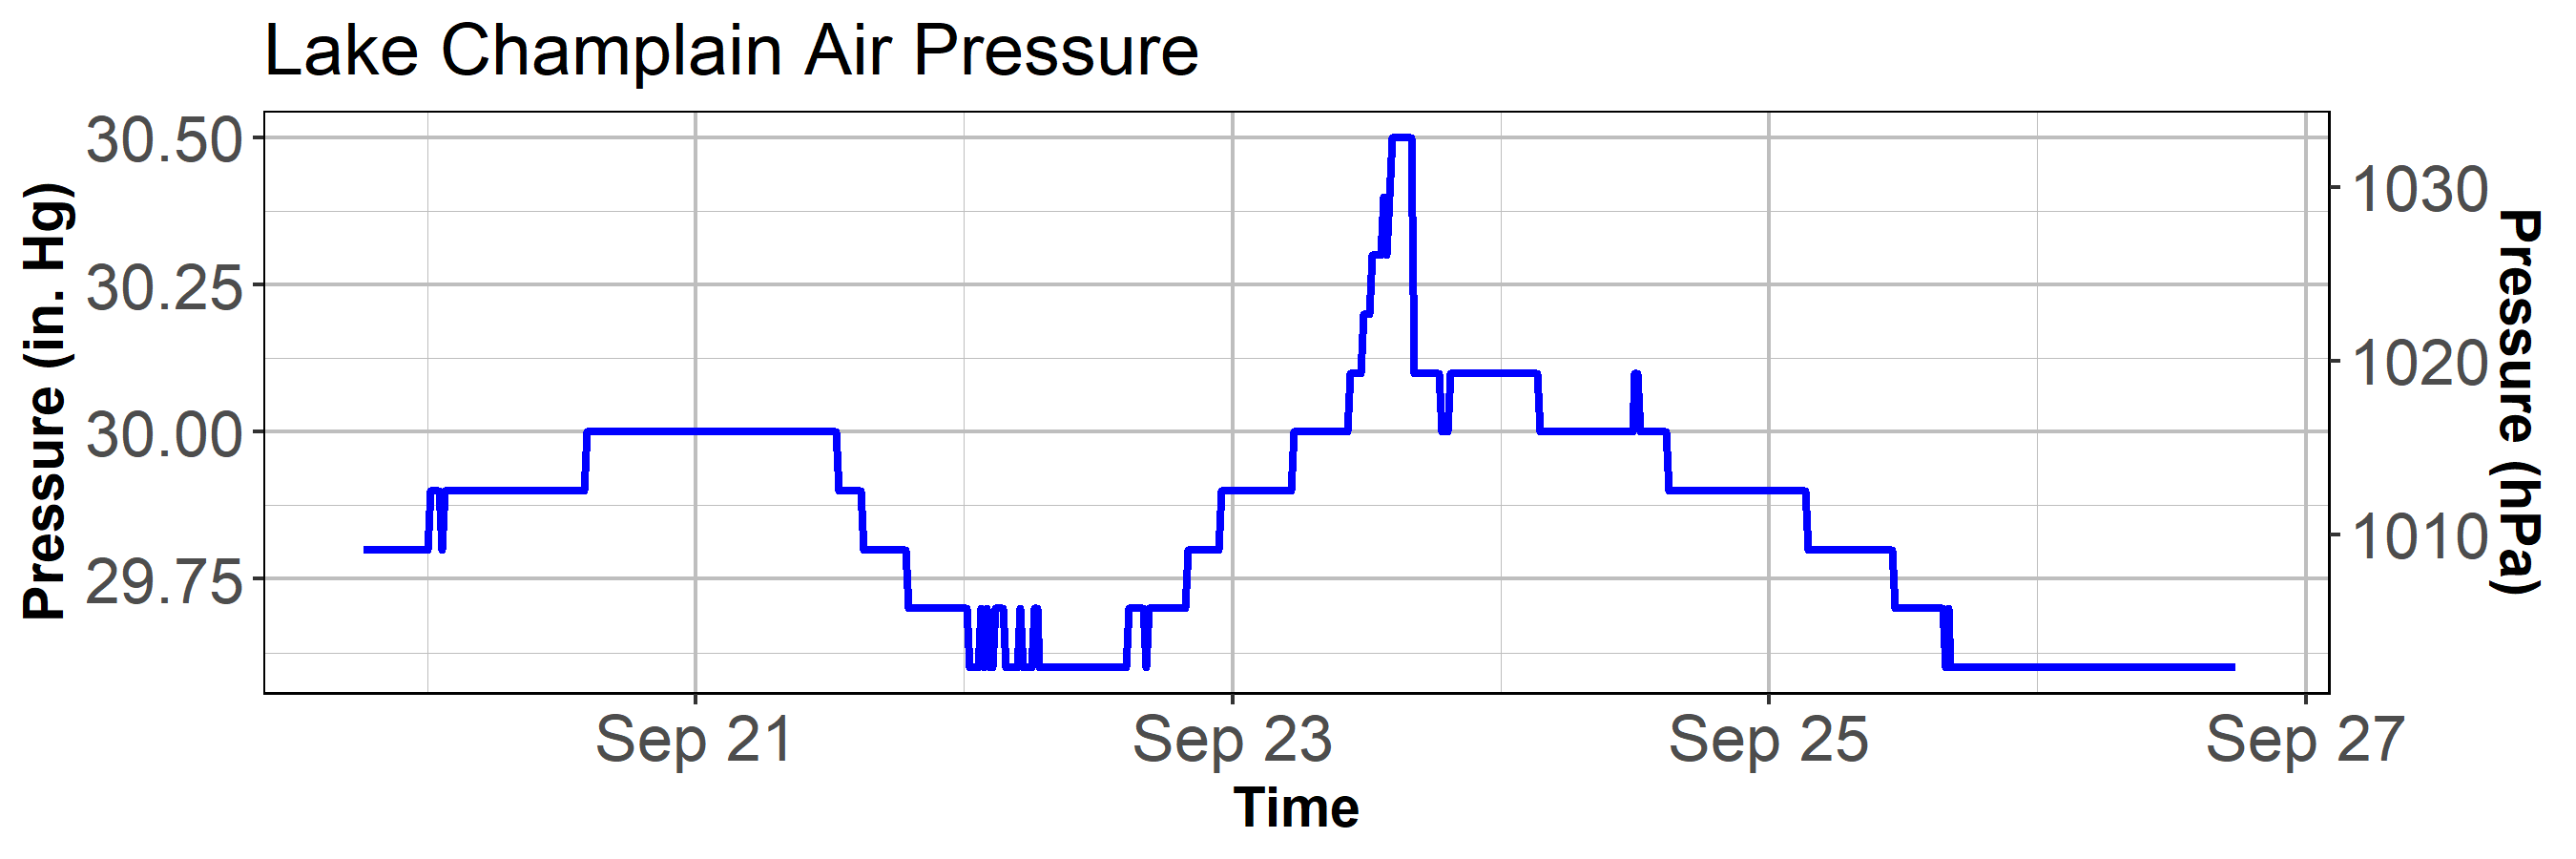 Lake Champlain Air Pressure
Pressure (in. Hg)
30.50
30.25
30.00
29.75
1030
1020
1010
Pressure (hPa)
Sep 21
Sep 23
Sep 25
Sep 27
Time